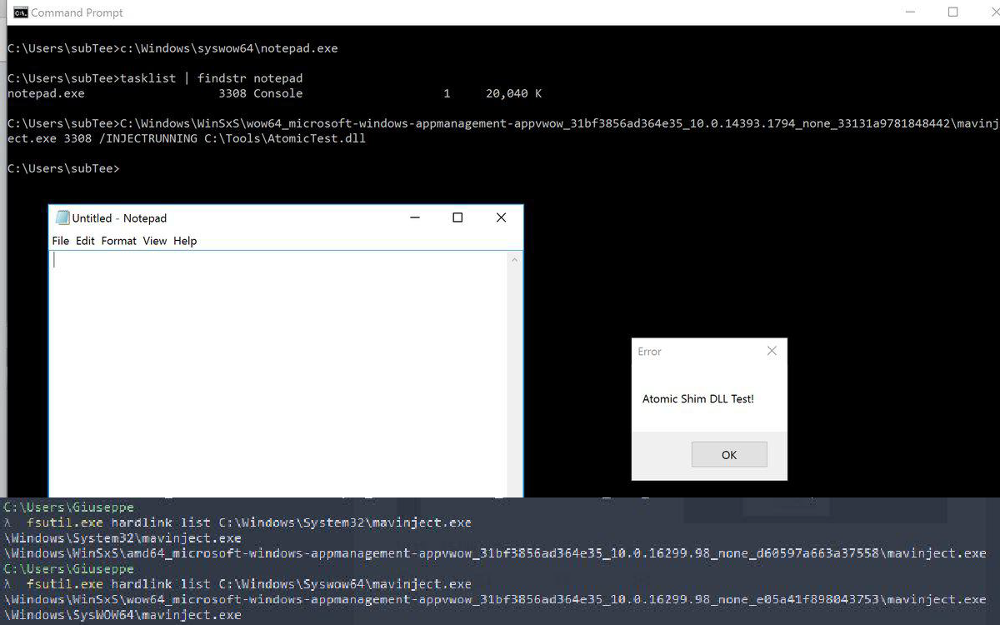 Command Prompt
C:\Users\subTee>c:\Windows\syswow64\notepad.exe
C:\Users\subTee>tasklist | findstr notepad
notepad.exe 3308 Console 1 20,040 K
C:\Users\subTee>C:\Windows\WinSxS\wow64_microsoft-windows-appmanagement-appvwow_31bf3856ad364e35_10.0.14393.1794_none_33131a9781848442\mavinj
ect.exe 3308 /INJECTRUNNING C:\Tools\AtomicTest.dll
C:\Users\subTee>
Untitled - Notepad
File Edit Format View Help
Error
Atomic Shim DLL Test!
OK
C:\Users\Giuseppe
λ fsutil.exe hardlink list C:\Windows\System32\mavinject.exe
\Windows\System32\mavinject.exe
\Windows\WinSxS\amd64_microsoft-windows-appmanagement-appvwow_31bf3856ad364e35_10.0.16299.98_none_d60597a663a37558\mavinject.exe
C:\Users\Giuseppe
λ fsutil.exe hardlink list C:\Windows\Syswow64\mavinject.exe
\Windows\WinSxS\wow64_microsoft-windows-appmanagement-appvwow_31bf3856ad364e35_10.0.16299.98_none_e05a41f898043753\mavinject.exe
\Windows\SysWOW64\mavinject.exe